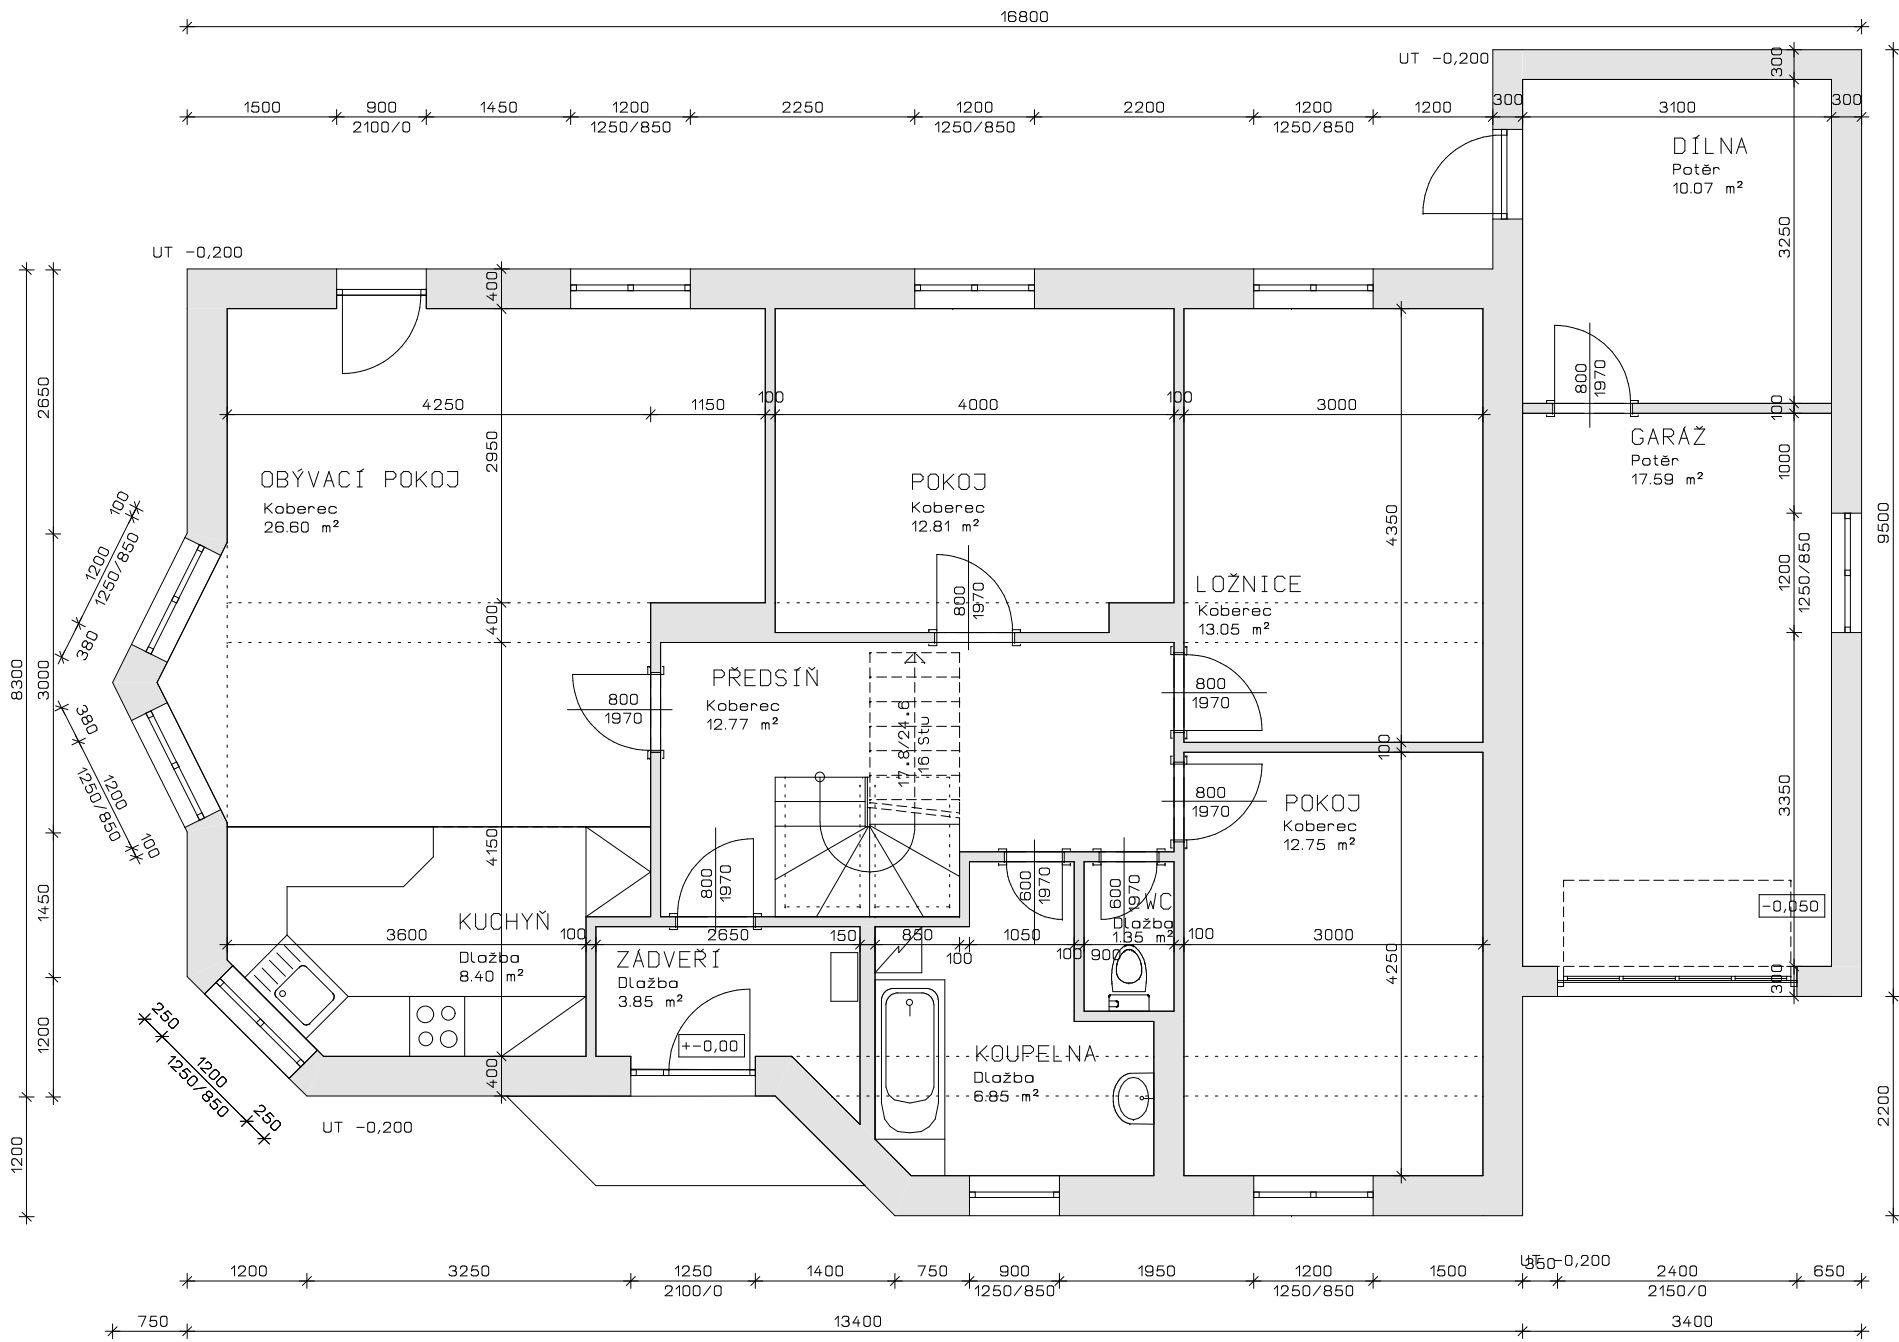 16800
UT -0,200
1500
900
2100/0
1450
1200
1250/850
2250
1200
1250/850
2200
1200
1250/850
1200
300
3100
300
300
DÍLNA
Potěr
10.07 m²
3250
UT -0,200
400
2650
800
1970
100
GARÁŽ
Potěr
17.59 m²
4250
1150
100
4000
100
3000
2950
1000
OBÝVACÍ POKOJ
Koberec
26.60 m²
POKOJ
Koberec
12.81 m²
4350
9500
100
1200
1250/850
380
1200
1250/850
LOŽNICE
Koberec
13.05 m²
800
1970
400
8300
3000
PŘEDSÍŇ
Koberec
12.77 m²
800
1970
17.8/24.6
16 Stu
800
1970
380
1200
1250/850
100
100
800
1970
POKOJ
Koberec
12.75 m²
3350
4150
800
1970
600
1970
600
1970
1450
KUCHYŇ
Dlažba
8.40 m²
3600
100
2650
150
850
100
1050
100
WC
Dlažba
1.35 m²
900
100
3000
-0,050
4250
300
ZÁDVEŘÍ
Dlažba
3.85 m²
250
1200
1250/850
250
1200
+-0,00
400
KOUPELNA
Dlažba
6.85 m²
UT -0,200
1200
2200
UT -0,200
1200
3250
1250
2100/0
1400
750
900
1250/850
1950
1200
1250/850
1500
350
2400
2150/0
650
750
13400
3400